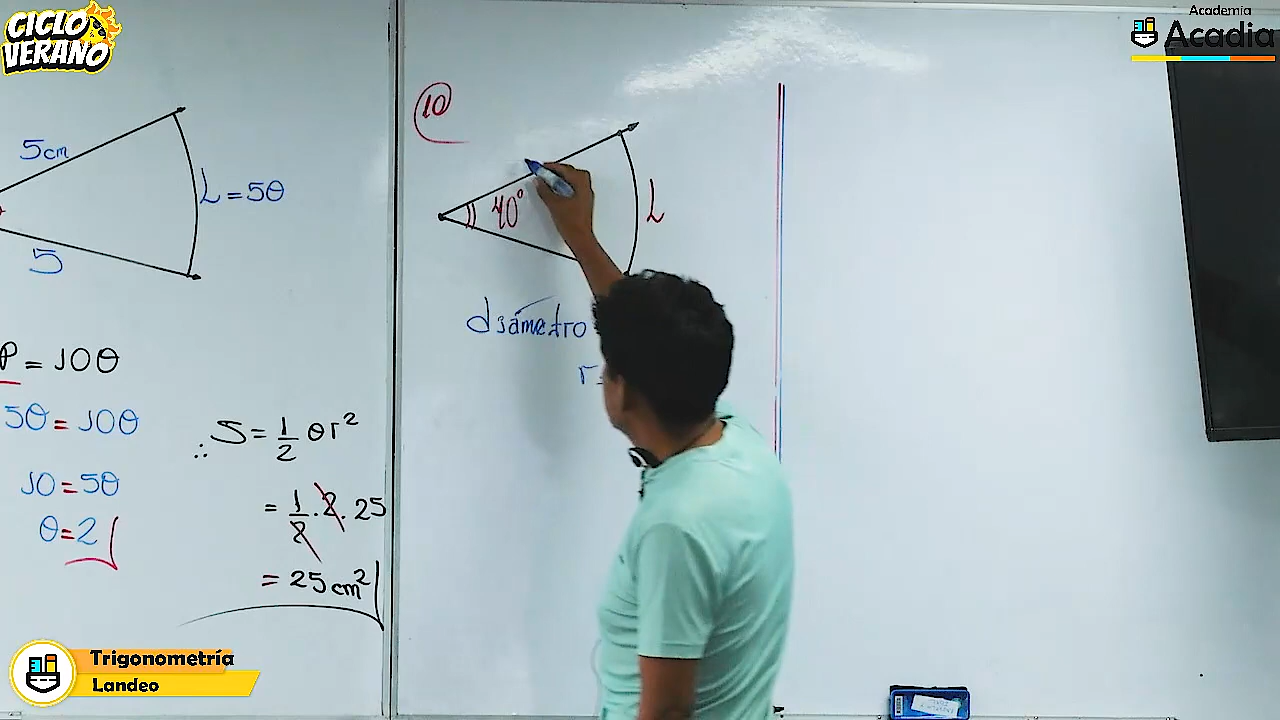 CICLO
VERANO
Academia
Acadia
5cm
L = 5θ
5
P = 10θ
5θ = 10θ
10 = 5θ
θ = 2
∴ S = 1/2 θ r²
= 1/2 . 2 . 25
= 25 cm²
10
40°
L
diámetro
r =
Trigonometría
Landeo